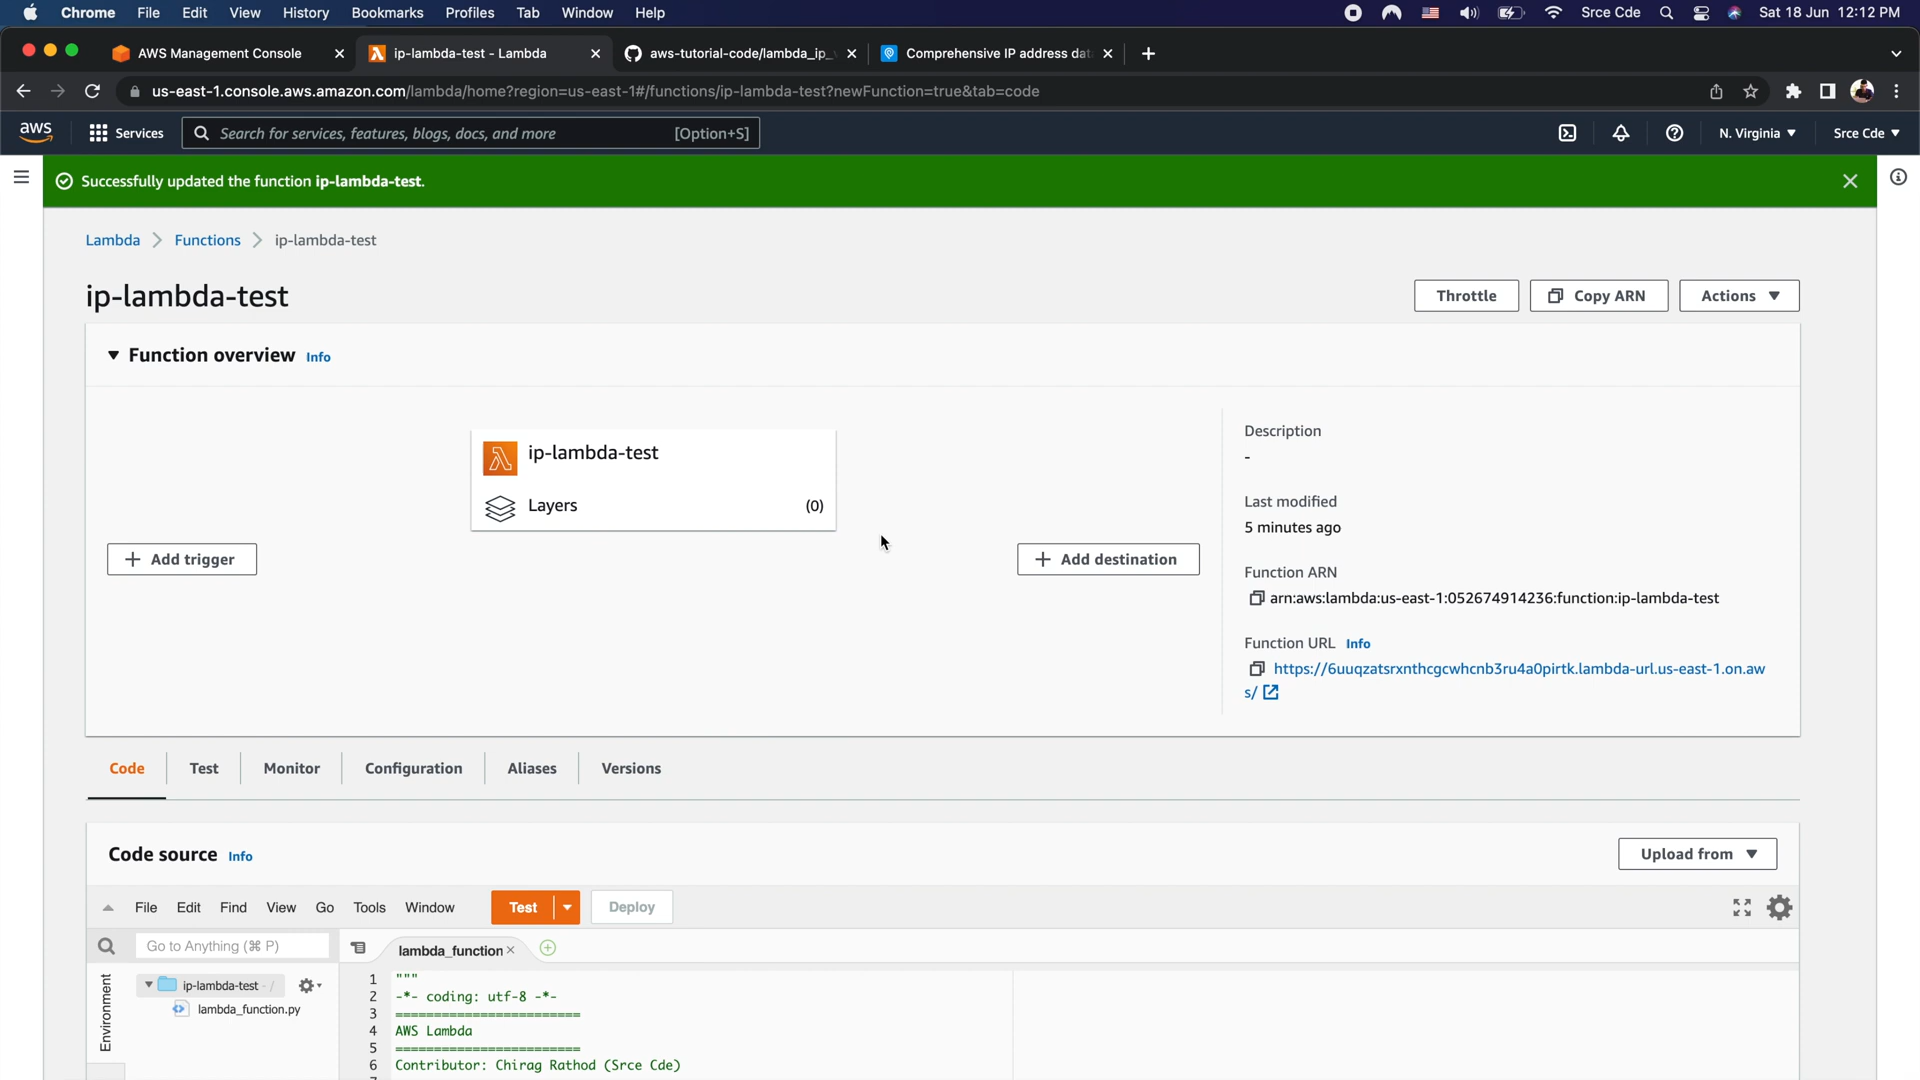 Chrome File Edit View History Bookmarks Profiles Tab Window Help Srce Cde Sat 18 Jun 12:12 PM
AWS Management Console ip-lambda-test - Lambda aws-tutorial-code/lambda_ip_ Comprehensive IP address dat
us-east-1.console.aws.amazon.com/lambda/home?region=us-east-1#/functions/ip-lambda-test?newFunction=true&tab=code
aws Services Search for services, features, blogs, docs, and more [Option+S] N. Virginia Srce Cde
Successfully updated the function ip-lambda-test.
Lambda Functions ip-lambda-test
ip-lambda-test
Throttle Copy ARN Actions
Function overview Info
ip-lambda-test
Layers (0)
Add trigger
Add destination
Description
-
Last modified
5 minutes ago
Function ARN
arn:aws:lambda:us-east-1:052674914236:function:ip-lambda-test
Function URL Info
https://6uuqzatsrxnthcgcwhcnb3ru4a0pirtk.lambda-url.us-east-1.on.aw
s/
Code Test Monitor Configuration Aliases Versions
Code source Info
Upload from
File Edit Find View Go Tools Window Test Deploy
Go to Anything (⌘ P)
lambda_function
Environment
ip-lambda-test - /
lambda_function.py
1 """
2 -*- coding: utf-8 -*-
3 ========================
4 AWS Lambda
5 ========================
6 Contributor: Chirag Rathod (Srce Cde)